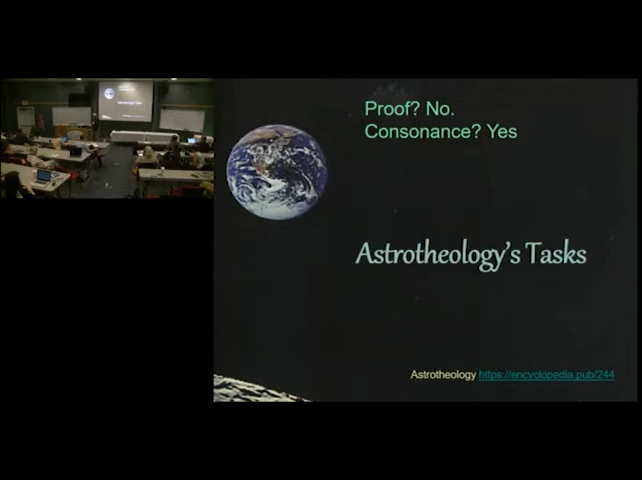 Proof? No.
Consonance? Yes
Astrotheology's Tasks
Astrotheology https://encyclopedia.pub/244